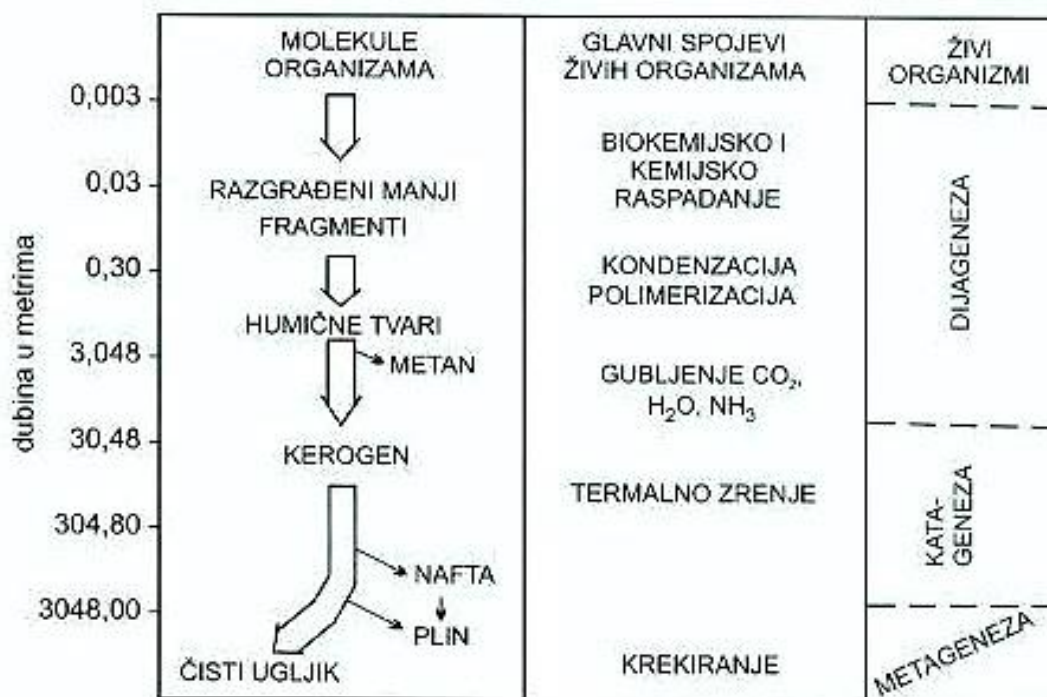 dubina u metrima
0,003
0,03
0,30
3,048
30,48
304,80
3048,00
MOLEKULE
ORGANIZAMA
RAZGRAĐENI MANJI
FRAGMENTI
HUMIČNE TVARI
METAN
KEROGEN
NAFTA
PLIN
ČISTI UGLJIK
GLAVNI SPOJEVI
ŽIVIH ORGANIZAMA
BIOKEMIJSKO I
KEMIJSKO
RASPADANJE
KONDENZACIJA
POLIMERIZACIJA
GUBLJENJE CO₂,
H₂O, NH₃
TERMALNO ZRENJE
KREKIRANJE
ŽIVI
ORGANIZMI
DIJAGENEZA
KATA-
GENEZA
METAGENEZA